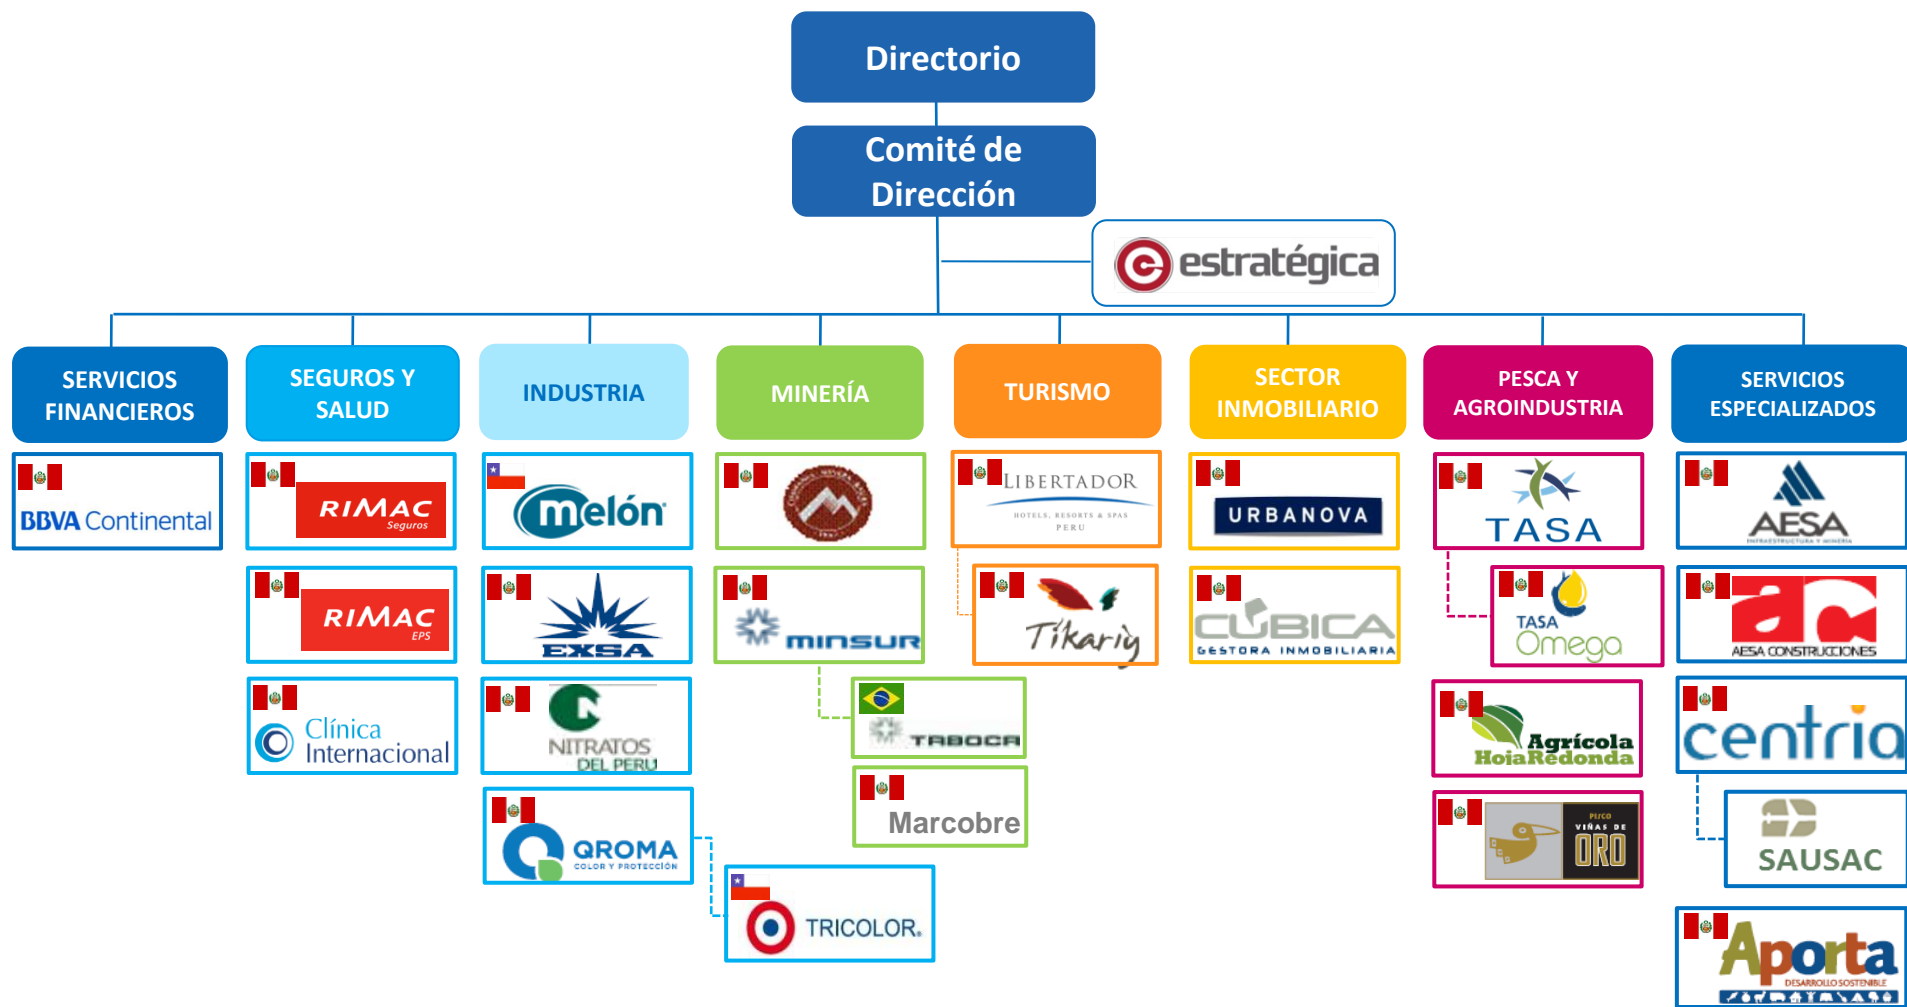 Directorio
Comité de
Dirección
estratégica
SERVICIOS
FINANCIEROS
SEGUROS Y
SALUD
INDUSTRIA
MINERÍA
TURISMO
SECTOR
INMOBILIARIO
PESCA Y
AGROINDUSTRIA
SERVICIOS
ESPECIALIZADOS
BBVA Continental
RIMAC
Seguros
RIMAC
EPS
Clínica
Internacional
melón
EXSA
NITRATOS
DEL PERU
QROMA
COLOR Y PROTECCIÓN
TRICOLOR
MINSUR
TABOCA
Marcobre
LIBERTADOR
HOTELS, RESORTS & SPAS
PERU
Tikariy
URBANOVA
CÚBICA
GESTORA INMOBILIARIA
TASA
TASA
Omega
Agrícola
HojaRedonda
PISCO
VIÑAS DE
ORO
AESA
INFRAESTRUCTURA Y MINERÍA
ac
AESA CONSTRUCCIONES
centria
SAUSAC
Aporta
DESARROLLO SOSTENIBLE